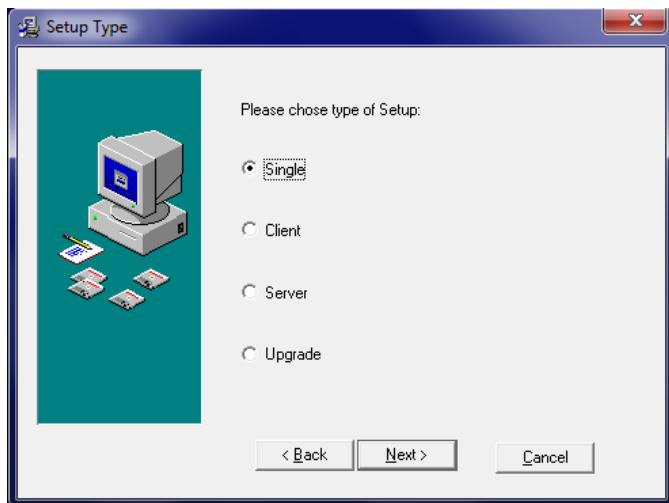 Setup Type
Please chose type of Setup:
Single
Client
Server
Upgrade
< Back Next > Cancel